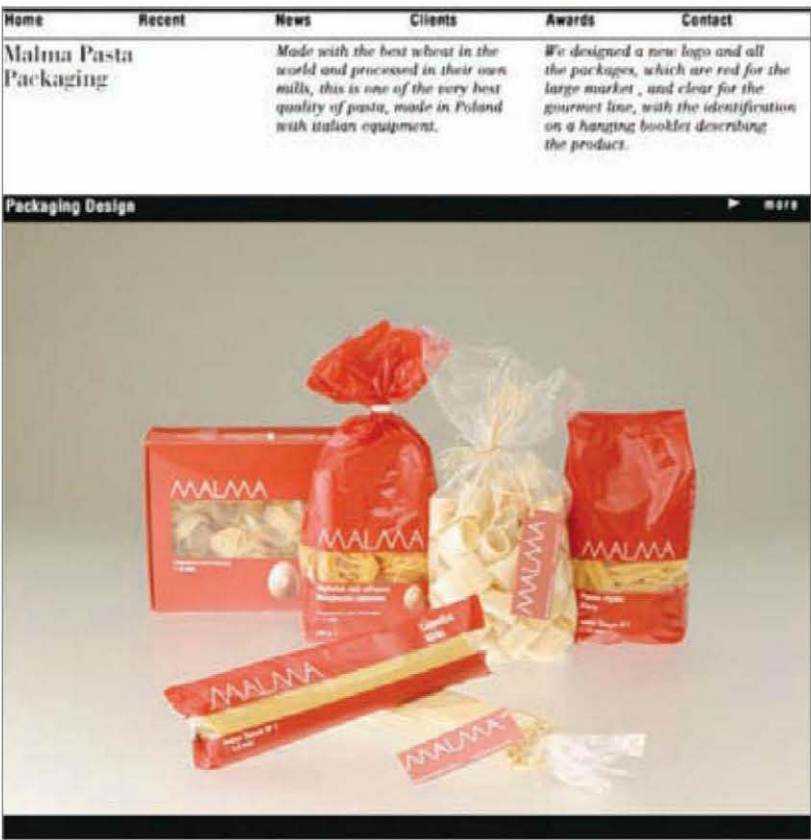 Home Recent News Clients Awards Contact
Malma Pasta
Packaging
Made with the best wheat in the
world and processed in their own
mills, this is one of the very best
quality of pasta, made in Poland
with italian equipment.
We designed a new logo and all
the packages, which are red for the
large market , and clear for the
gourmet line, with the identification
on a hanging booklet describing
the product.
Packaging Design more
MALMA
MALMA
MALMA
MALMA
MALMA
MALMA